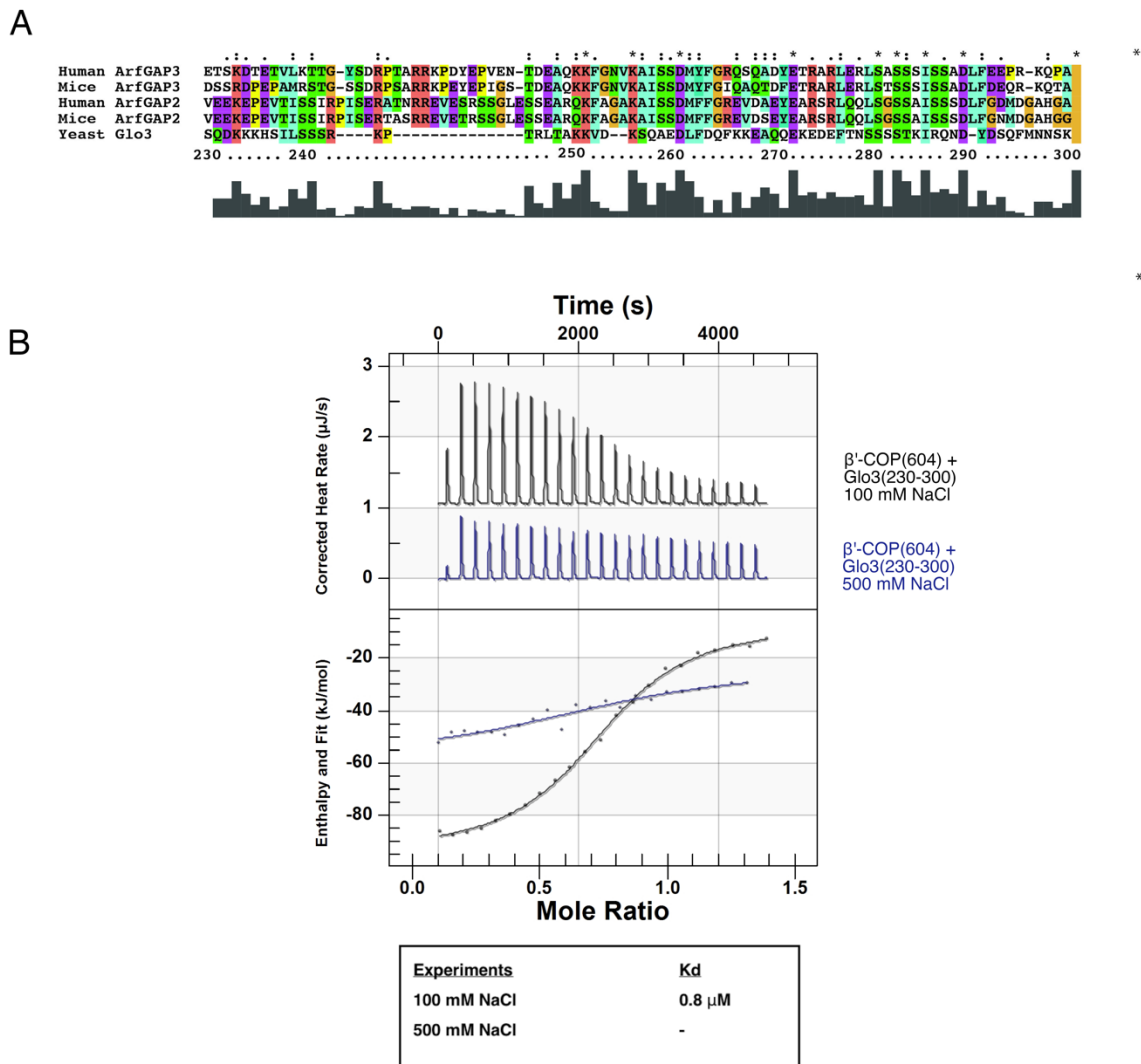 A
Human ArfGAP3 ETSKDTETVLKTTG-YSDRPTARRKPDYEPVEN-TDEAQKKFGNVKAISSDMYFGRQSQADYETRARLERLSASSSISSADLFEEPR-KQPA
Mice ArfGAP3 DSSRDPEPAMRSTG-SSDRPSARRKPEYEPIGS-TDEAQKKFGNVKAISSDMYFGIQAQTDFETRARLERLSTSSSISSADLFDEQR-KQTA
Human ArfGAP2 VEEKEPEVTISSIRPISERATNRREVESRSSGLESSEARQKFAGAKAISSDMFFGREVDAEYEARSRLQQLSGSSAISSSDLFGDMDGAHGA
Mice ArfGAP2 VEEKEPEVTISSIRPISERTASRREVETRSSGLESSEARQKFAGAKAISSDMFFGREVDSEYEARSRLQQLSGSSAISSSDLFGNMDGAHGG
Yeast Glo3 SQDKKKHSILSSSR----KP-----------TRLTAKKVD--KSQAEDLFDQFKKEAQQEKEDEFTNSSSSTKIRQNDYDSQFMNNSK
230 240 250 260 270 280 290 300
B
Time (s)
0 2000 4000
Corrected Heat Rate (µJ/s)
3
2
1
0
β'-COP(604) +
Glo3(230-300)
100 mM NaCl
β'-COP(604) +
Glo3(230-300)
500 mM NaCl
Enthalpy and Fit (kJ/mol)
-20
-40
-60
-80
0.0 0.5 1.0 1.5
Mole Ratio
Experiments Kd
100 mM NaCl 0.8 µM
500 mM NaCl -